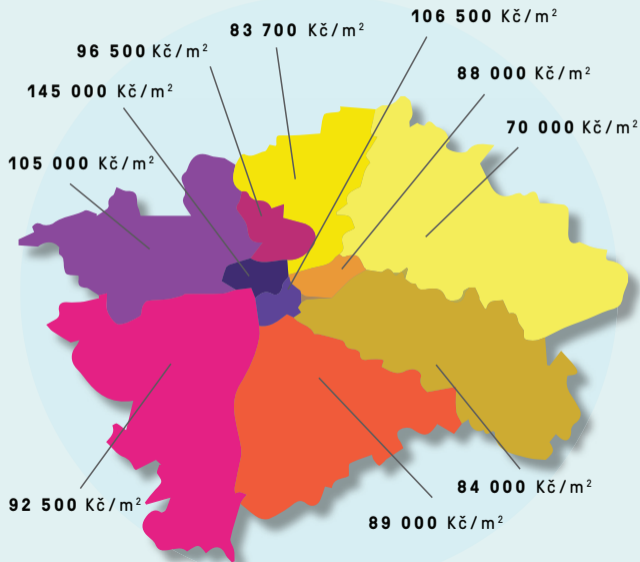 106 500 Kč/m²
83 700 Kč/m²
96 500 Kč/m²
88 000 Kč/m²
145 000 Kč/m²
70 000 Kč/m²
105 000 Kč/m²
84 000 Kč/m²
92 500 Kč/m²
89 000 Kč/m²